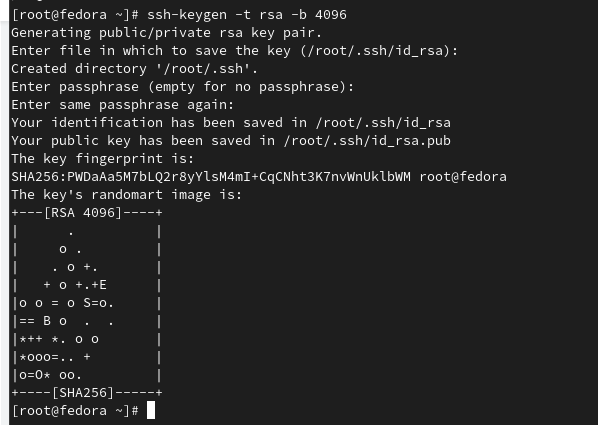 [root@fedora ~]# ssh-keygen -t rsa -b 4096
Generating public/private rsa key pair.
Enter file in which to save the key (/root/.ssh/id_rsa):
Created directory '/root/.ssh'.
Enter passphrase (empty for no passphrase):
Enter same passphrase again:
Your identification has been saved in /root/.ssh/id_rsa
Your public key has been saved in /root/.ssh/id_rsa.pub
The key fingerprint is:
SHA256:PWDaAa5M7bLQ2r8yYlsM4mI+CqCNht3K7nvWnUklbWM root@fedora
The key's randomart image is:
+---[RSA 4096]----+
|       .         |
|      o .        |
|     . o +.      |
|    + o +.+E     |
|o o = o S=o.     |
|== B o  .  .     |
|*++ *. o o       |
|*ooo=.. +        |
|o=O* oo.         |
+----[SHA256]-----+
[root@fedora ~]#